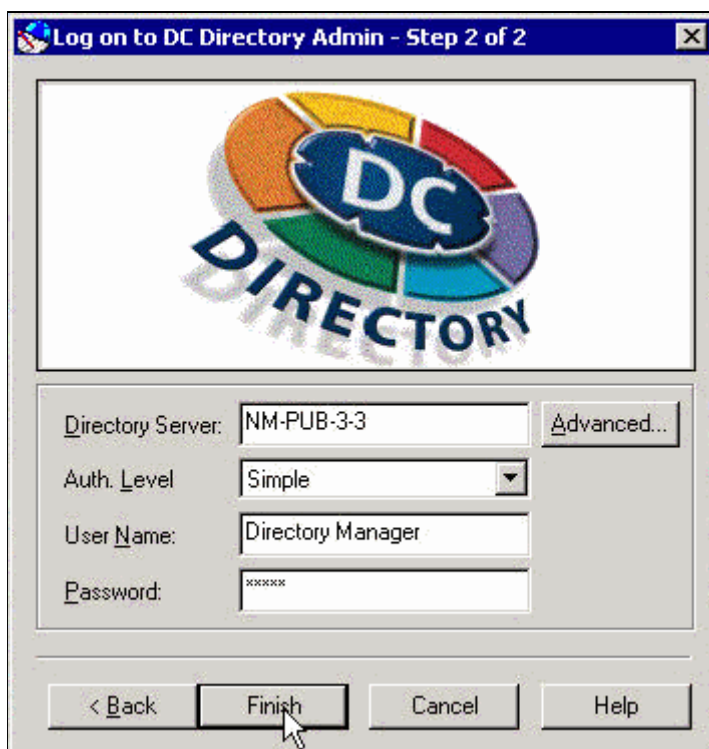 Log on to DC Directory Admin - Step 2 of 2
DC
DIRECTORY
Directory Server: NM-PUB-3-3 Advanced...
Auth. Level Simple
User Name: Directory Manager
Password: *****
< Back Finish Cancel Help